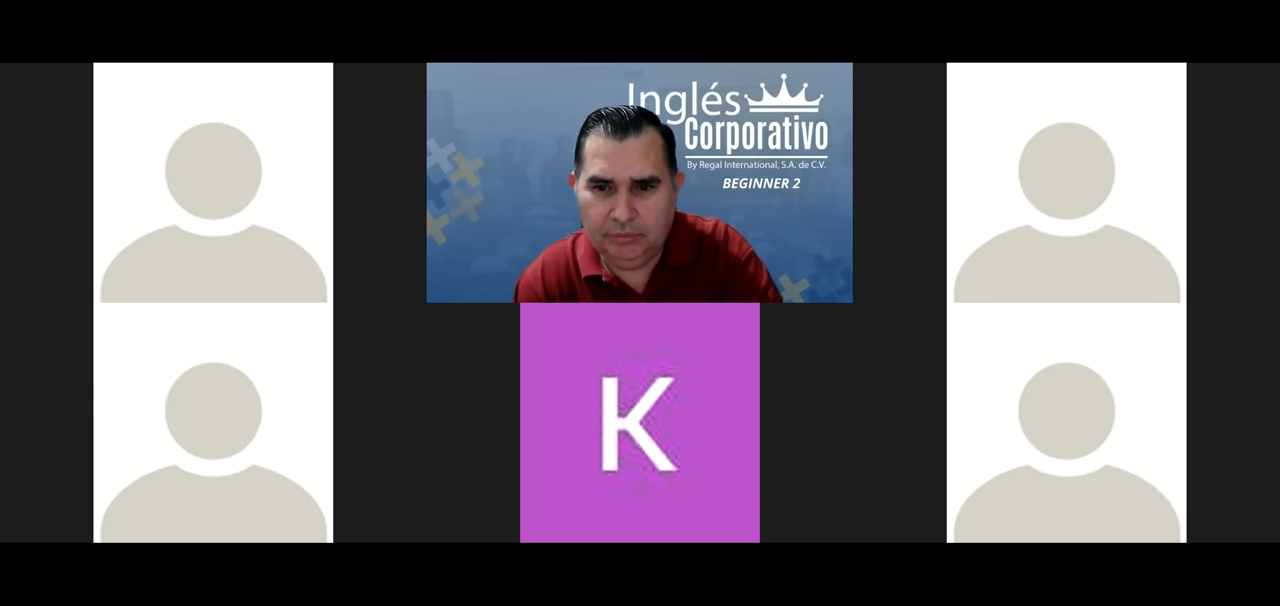 Inglés
Corporativo
By Regal International, S.A. de C.V.
BEGINNER 2
K